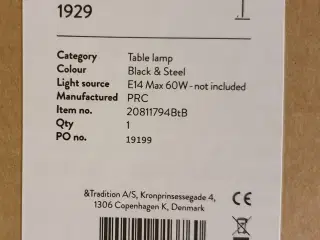 1929
Category Table lamp
Colour Black & Steel
Light source E14 Max 60W - not included
Manufactured PRC
Item no. 20811794BtB
Qty 1
PO no. 19199
&Tradition A/S, Kronprinsessegade 4,
1306 Copenhagen K, Denmark
CE